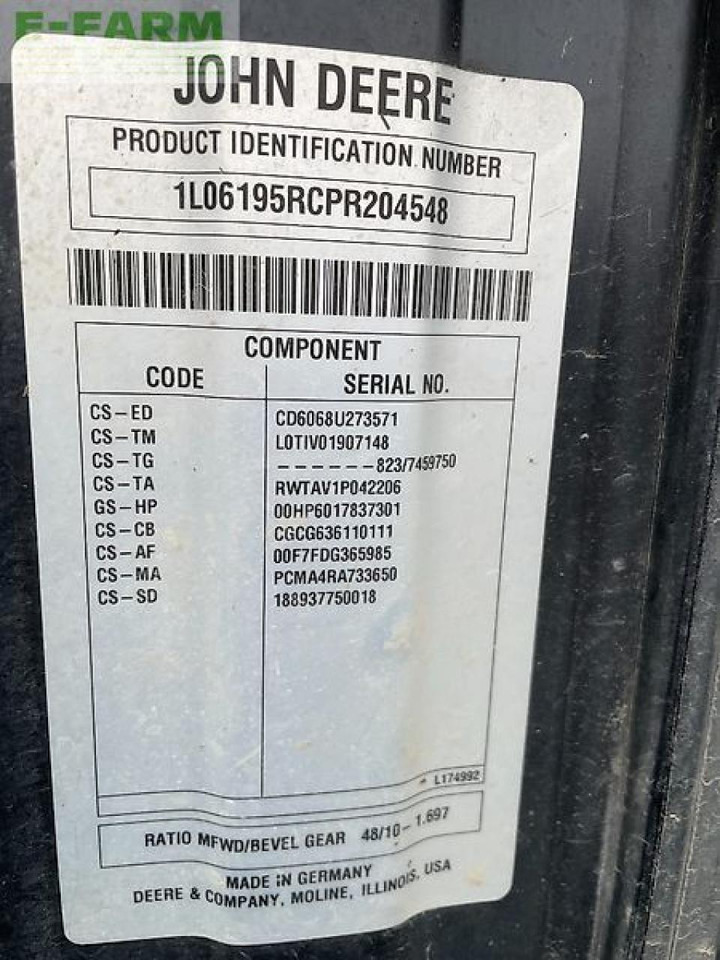 E-FARM
JOHN DEERE
PRODUCT IDENTIFICATION NUMBER
1L06195RCPR204548
COMPONENT
CODE SERIAL NO.
CS-ED CD6068U273571
CS-TM L0TIV01907148
CS-TG ------823/7459750
CS-TA RWTAV1P042206
GS-HP 00HP6017837301
CS-CB CGCG636110111
CS-AF 00F7FDG365985
CS-MA PCMA4RA733650
CS-SD 188937750018
* L174992
RATIO MFWD/BEVEL GEAR 48/10-1.697
MADE IN GERMANY
DEERE & COMPANY, MOLINE, ILLINOIS, USA